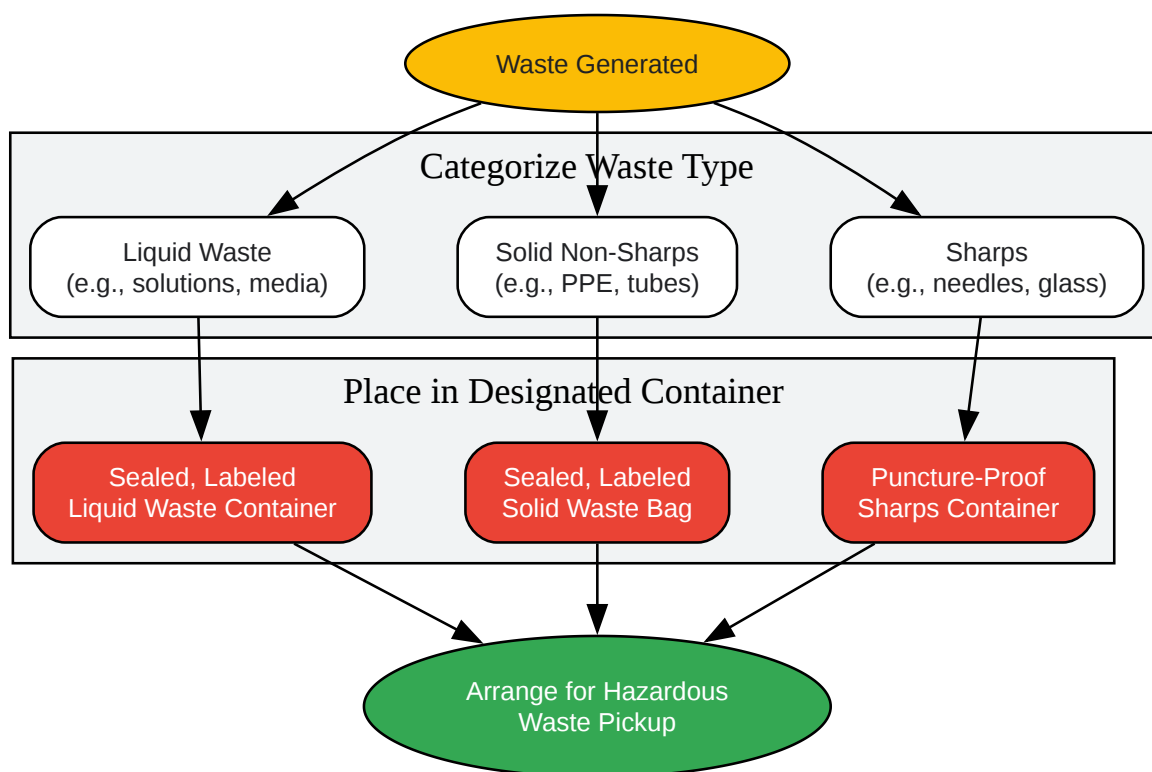 Waste Generated
Categorize Waste Type
Liquid Waste
(e.g., solutions, media)
Solid Non-Sharps
(e.g., PPE, tubes)
Sharps
(e.g., needles, glass)
Place in Designated Container
Sealed, Labeled
Liquid Waste Container
Sealed, Labeled
Solid Waste Bag
Puncture-Proof
Sharps Container
Arrange for Hazardous
Waste Pickup